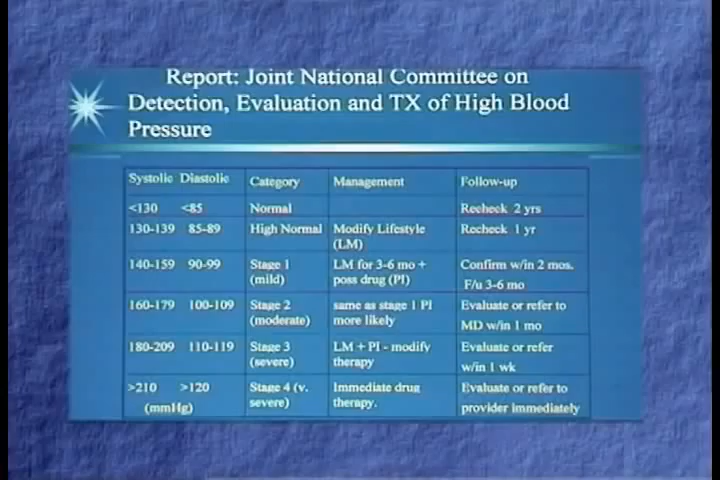 Report: Joint National Committee on
Detection, Evaluation and TX of High Blood
Pressure
Systolic Diastolic Category Management Follow-up
<130 <85 Normal Recheck 2 yrs
130-139 85-89 High Normal Modify Lifestyle Recheck 1 yr
(LM)
140-159 90-99 Stage 1 LM for 3-6 mo + Confirm w/in 2 mos.
(mild) poss drug (PI) F/u 3-6 mo
160-179 100-109 Stage 2 same as stage 1 PI Evaluate or refer to
(moderate) more likely MD w/in 1 mo
180-209 110-119 Stage 3 LM + PI - modify Evaluate or refer
(severe) therapy w/in 1 wk
>210 >120 Stage 4 (v. Immediate drug Evaluate or refer to
(mmHg) severe) therapy. provider immediately